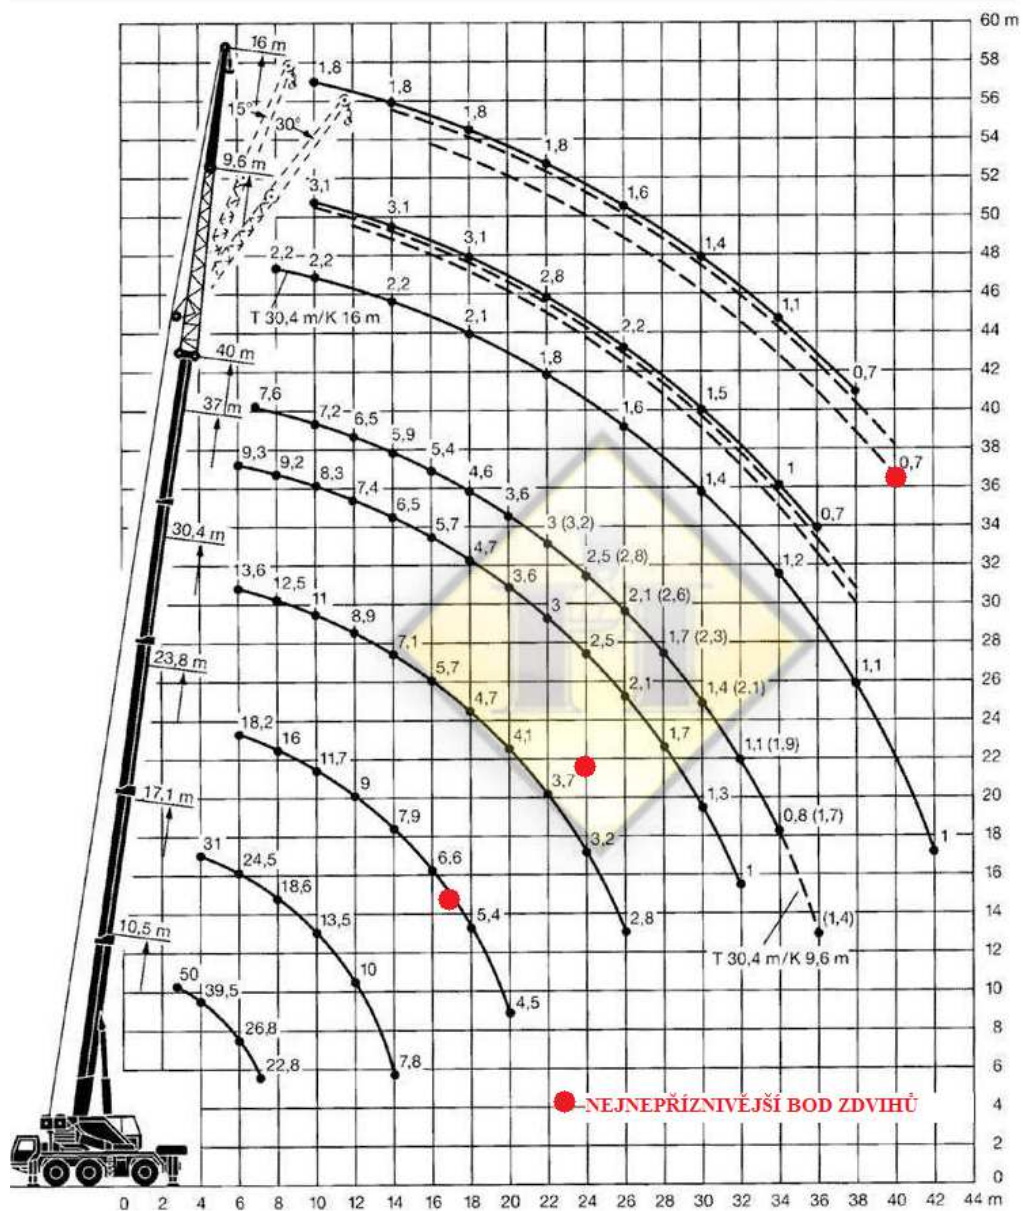 60 m
58
56
54
52
50
48
46
44
42
40
38
36
34
32
30
28
26
24
22
20
18
16
14
12
10
8
6
4
2
0
16 m
15°
30°
9,6 m
40 m
37 m
30,4 m
23,8 m
17,1 m
10,5 m
1,8 1,8 1,8 1,8 1,6 1,4 1,1 0,7 0,7
3,1 3,1 3,1 2,8 2,2 1,5 1 0,7
2,2 2,2 2,2 2,1 1,8 1,6 1,4 1,2 1,1 1
T 30,4 m/K 16 m
7,6 7,2 6,5 5,9 5,4 4,6 3,6 3 (3,2) 2,5 (2,8) 2,1 (2,6) 1,7 (2,3) 1,4 (2,1) 1,1 (1,9) 0,8 (1,7) (1,4)
T 30,4 m/K 9,6 m
9,3 9,2 8,3 7,4 6,5 5,7 4,7 3,6 3 2,5 2,1 1,7 1,3 1
13,6 12,5 11 8,9 7,1 5,7 4,7 4,1 3,7 3,2 2,8
18,2 16 11,7 9 7,9 6,6 5,4 4,5
31 24,5 18,6 13,5 10 7,8
50 39,5 26,8 22,8
NEJNEPŘÍZNIVĚJŠÍ BOD ZDVIHŮ
0 2 4 6 8 10 12 14 16 18 20 22 24 26 28 30 32 34 36 38 40 42 44 m